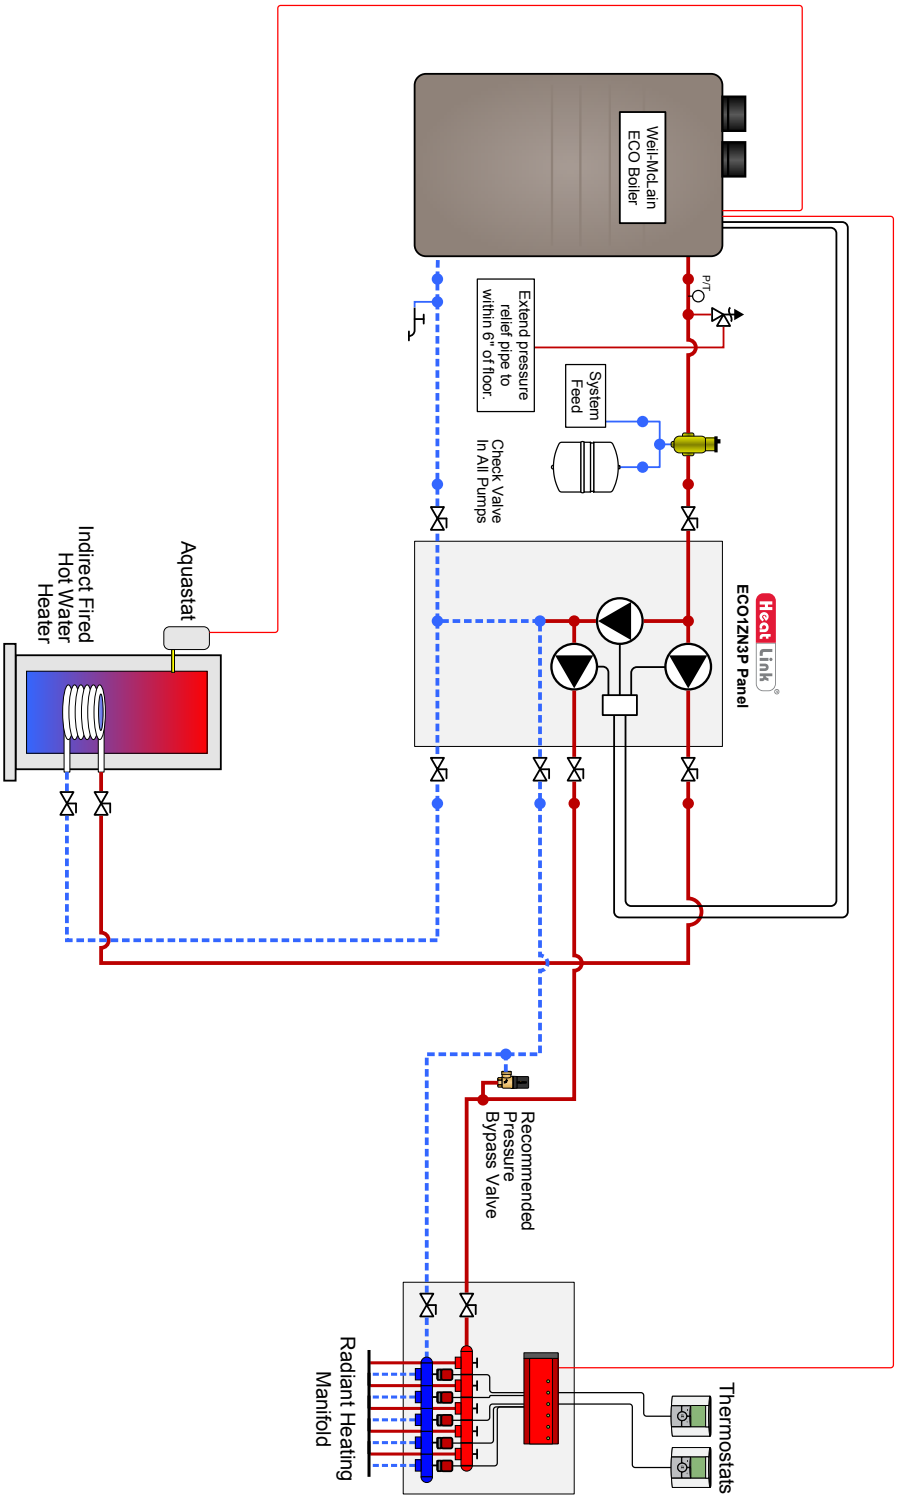 Weil-McLain
ECO Boiler
P/T
Extend pressure
relief pipe to
within 6" of floor.
System
Feed
Check Valve
In All Pumps
Heat Link®
ECO1ZN3P Panel
Aquastat
Indirect Fired
Hot Water
Heater
Recommended
Pressure
Bypass Valve
Thermostats
Radiant Heating
Manifold